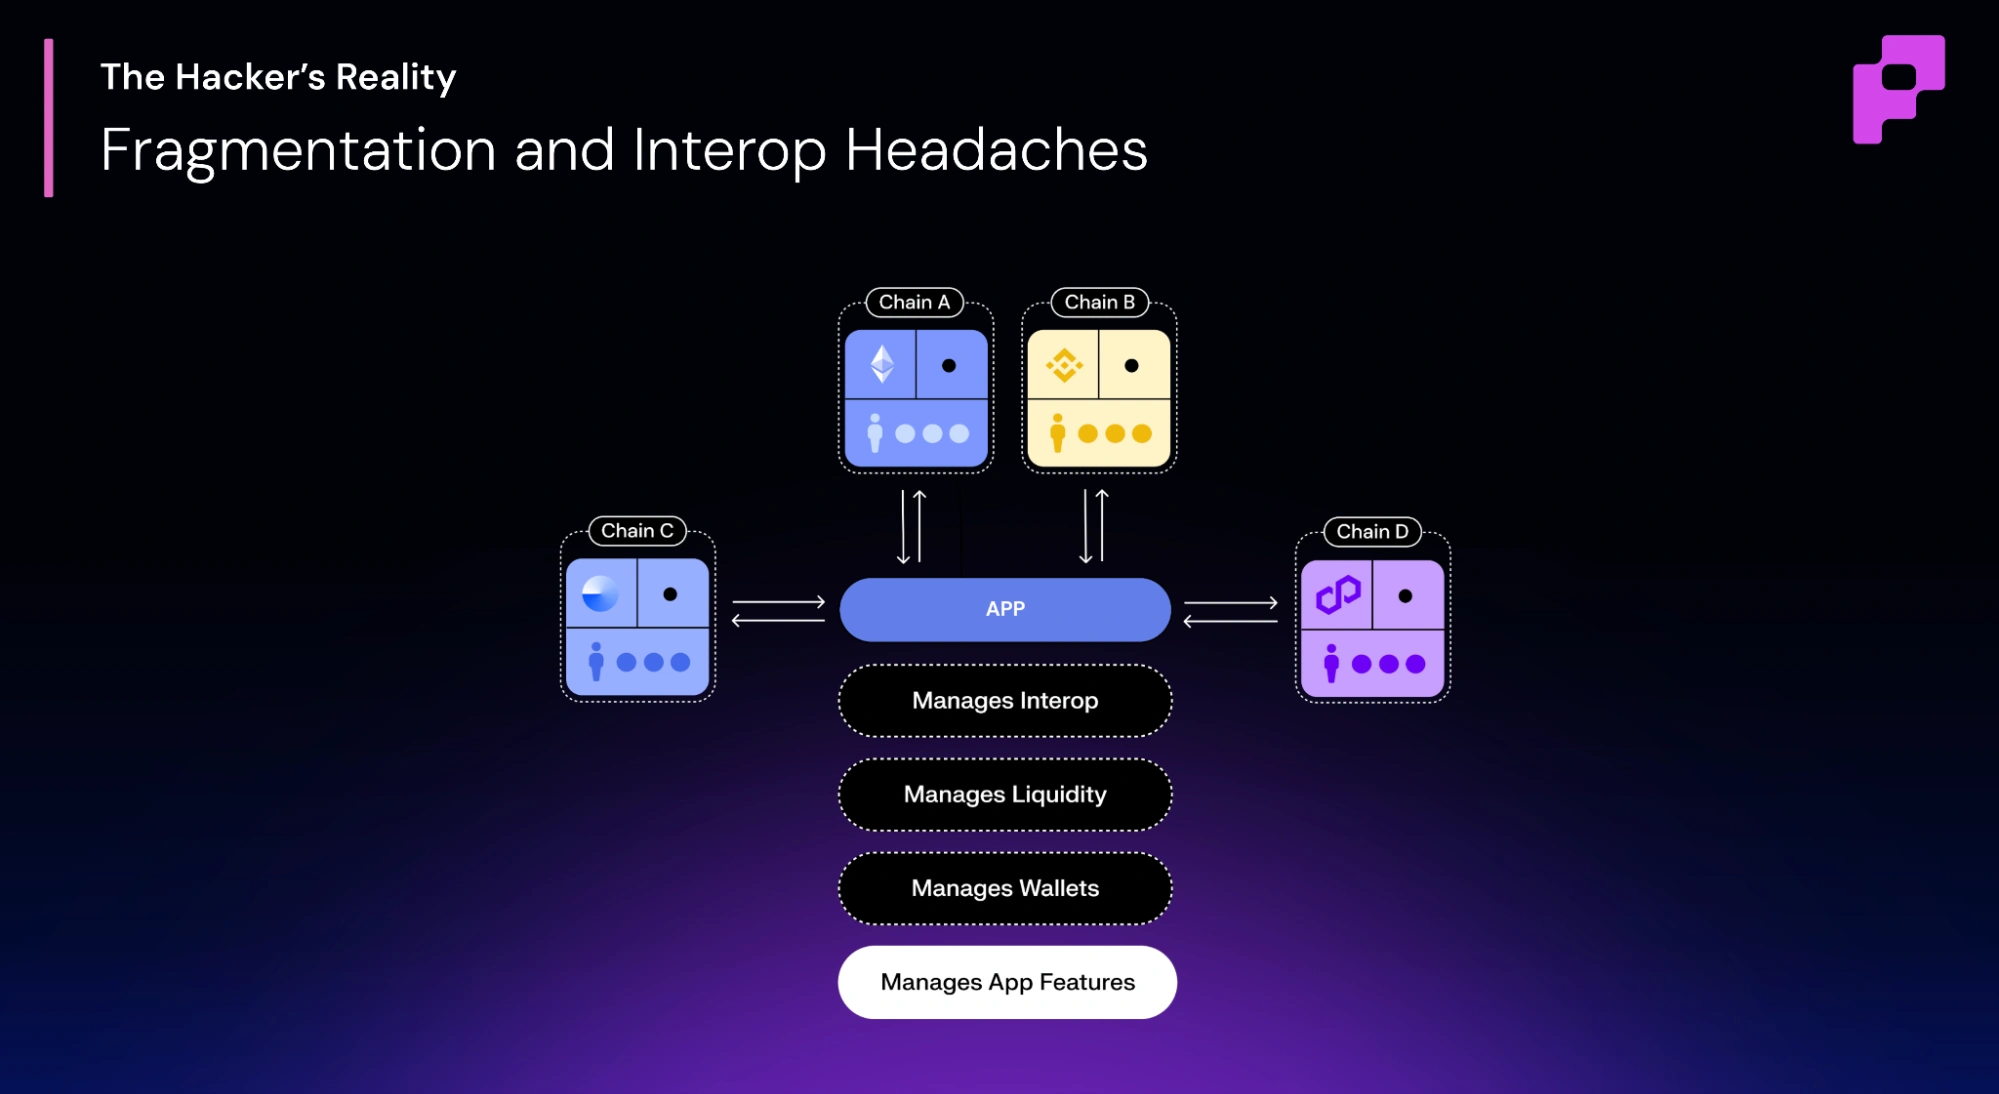 The Hacker’s Reality
Fragmentation and Interop Headaches
Chain A
Chain B
Chain C
Chain D
APP
Manages Interop
Manages Liquidity
Manages Wallets
Manages App Features